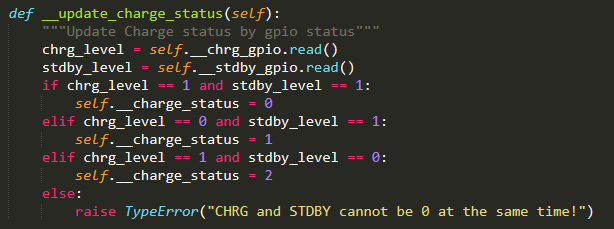 def __update_charge_status(self):
    """Update Charge status by gpio status"""
    chrg_level = self.__chrg_gpio.read()
    stdby_level = self.__stdby_gpio.read()
    if chrg_level == 1 and stdby_level == 1:
        self.__charge_status = 0
    elif chrg_level == 0 and stdby_level == 1:
        self.__charge_status = 1
    elif chrg_level == 1 and stdby_level == 0:
        self.__charge_status = 2
    else:
        raise TypeError("CHRG and STDBY cannot be 0 at the same time!")